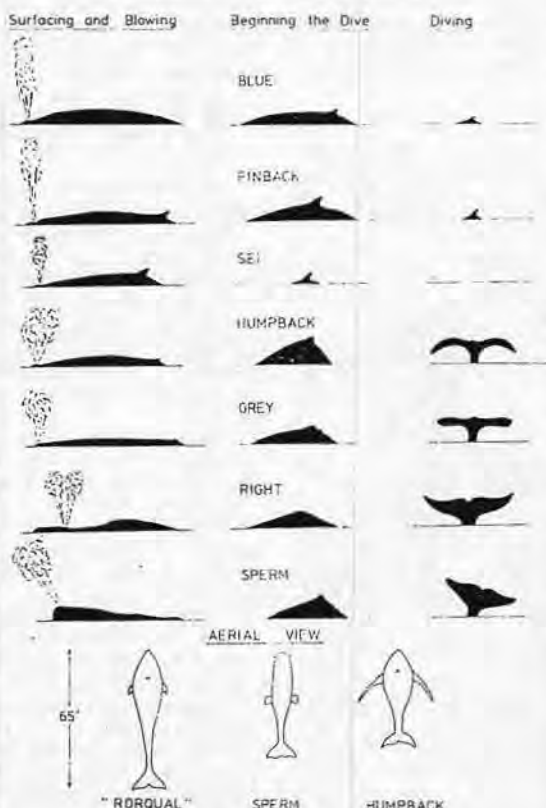 Surfacing and Blowing Beginning the Dive Diving
BLUE
FINBACK
SEI
HUMPBACK
GREY
RIGHT
SPERM
AERIAL VIEW
65'
"RORQUAL" SPERM HUMPBACK